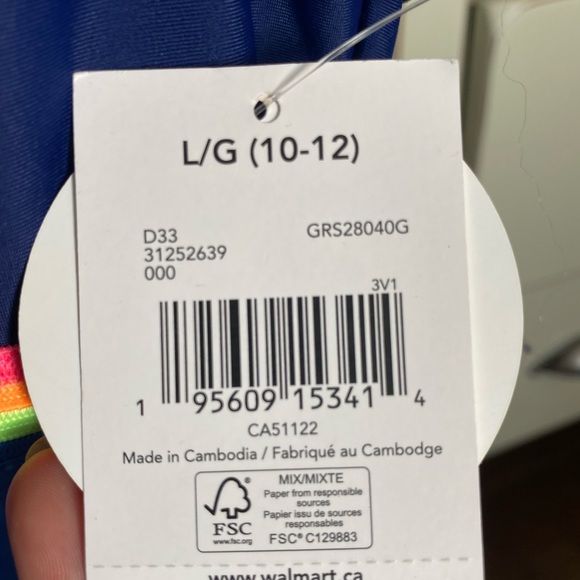 L/G (10-12)
D33 GRS28040G
31252639
000
3V1
1 95609 15341 4
CA51122
Made in Cambodia / Fabriqué au Cambodge
FSC
www.fsc.org
MIX/MIXTE
Paper from responsible
sources
Papier issu de sources
responsables
FSC® C129883
www.walmart.ca